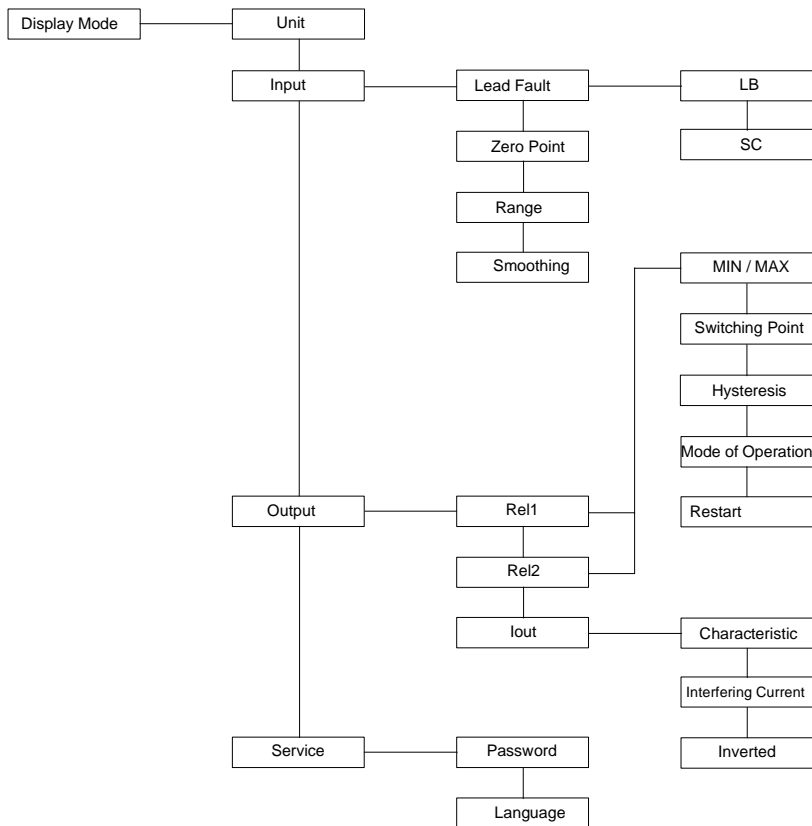 Display Mode
Unit
Input
Lead Fault
LB
Zero Point
SC
Range
Smoothing
MIN / MAX
Switching Point
Hysteresis
Mode of Operation
Output
Rel1
Restart
Rel2
Iout
Characteristic
Interfering Current
Service
Password
Inverted
Language